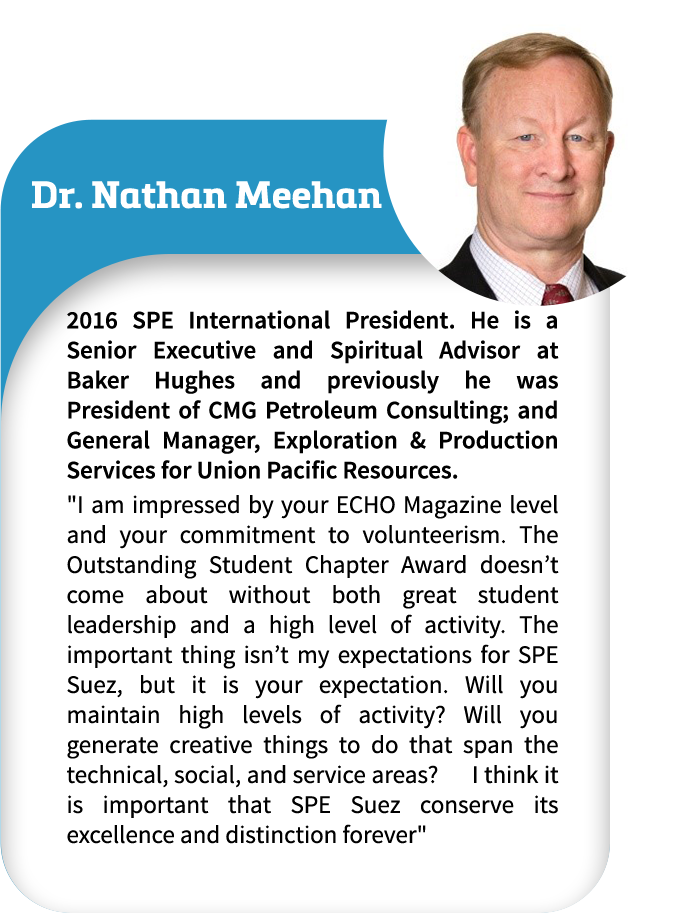 Dr. Nathan Meehan
2016 SPE International President. He is a
Senior Executive and Spiritual Advisor at
Baker Hughes and previously he was
President of CMG Petroleum Consulting; and
General Manager, Exploration & Production
Services for Union Pacific Resources.
"I am impressed by your ECHO Magazine level
and your commitment to volunteerism. The
Outstanding Student Chapter Award doesn’t
come about without both great student
leadership and a high level of activity. The
important thing isn’t my expectations for SPE
Suez, but it is your expectation. Will you
maintain high levels of activity? Will you
generate creative things to do that span the
technical, social, and service areas? I think it
is important that SPE Suez conserve its
excellence and distinction forever"